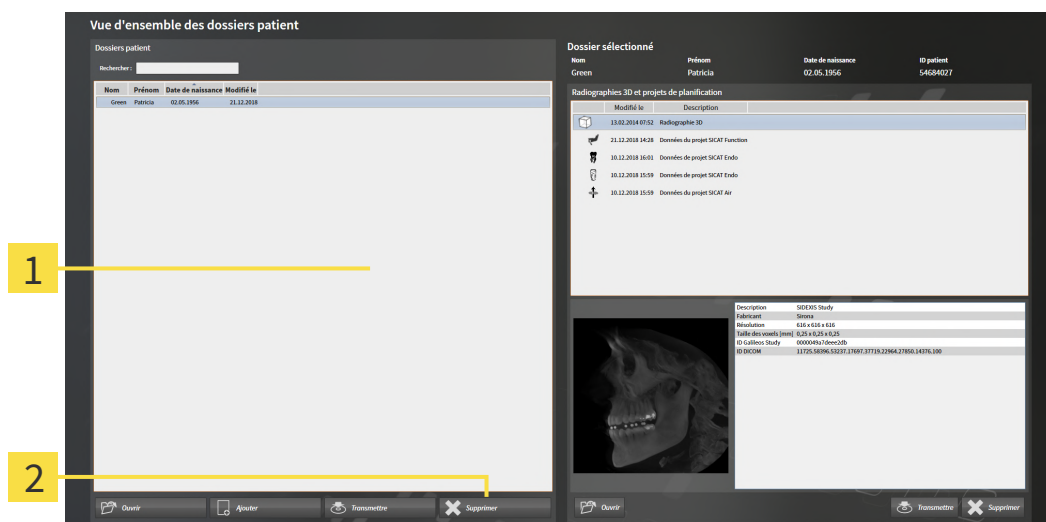 Vue d'ensemble des dossiers patient
Dossiers patient
Rechercher :
Nom Prénom Date de naissance Modifié le
Green Patricia 02.05.1956 21.12.2018
1
2
Ouvrir Ajouter Transmettre Supprimer
Dossier sélectionné
Nom Prénom Date de naissance ID patient
Green Patricia 02.05.1956 54684027
Radiographies 3D et projets de planification
Modifié le Description
13.02.2014 07:52 Radiographie 3D
21.12.2018 14:28 Données du projet SICAT Function
10.12.2018 16:01 Données de projet SICAT Endo
10.12.2018 15:59 Données de projet SICAT Endo
10.12.2018 15:59 Données du projet SICAT Air
Description SIDEXIS Study
Fabricant Sirona
Résolution 616 x 616 x 616
Taille des voxels [mm] 0,25 x 0,25 x 0,25
ID Galileos Study 0000049a7deee2db
ID DICOM 11725.58396.53237.17697.37719.22964.27850.14376.100
Ouvrir Transmettre Supprimer